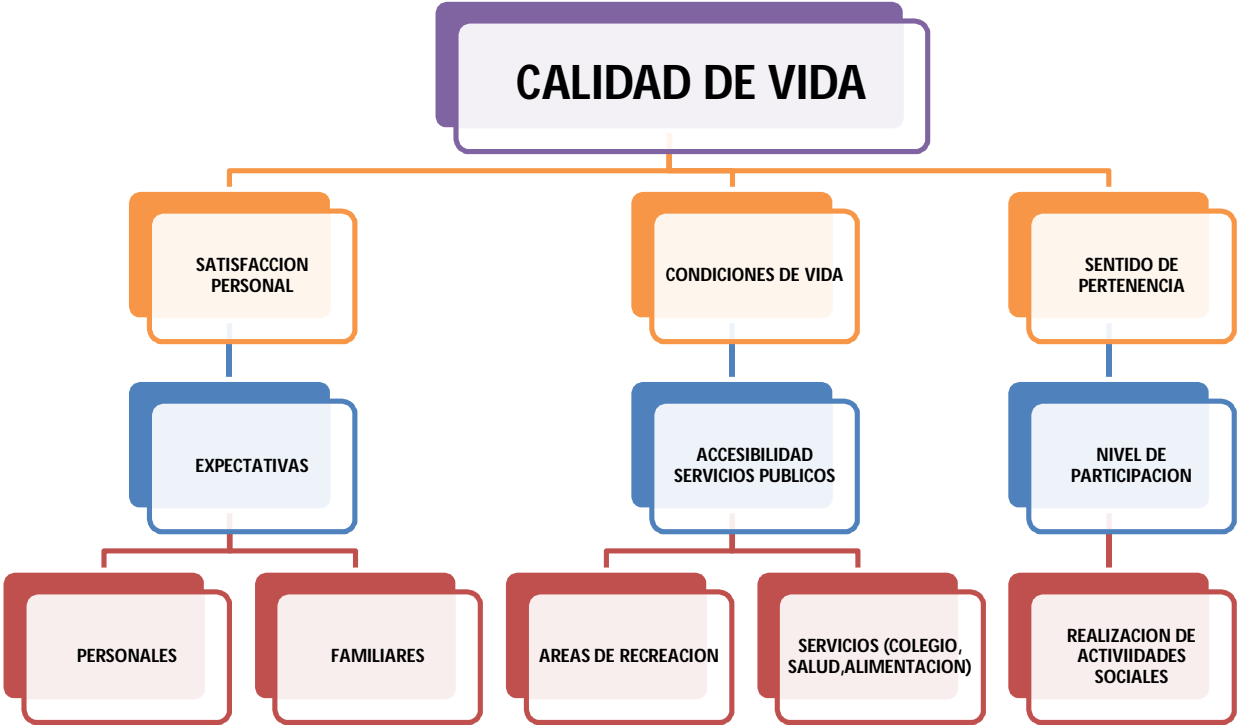 CALIDAD DE VIDA
SATISFACCION
PERSONAL
CONDICIONES DE VIDA
SENTIDO DE
PERTENENCIA
EXPECTATIVAS
ACCESIBILIDAD
SERVICIOS PUBLICOS
NIVEL DE
PARTICIPACION
PERSONALES
FAMILIARES
AREAS DE RECREACION
SERVICIOS (COLEGIO,
SALUD,ALIMENTACION)
REALIZACION DE
ACTIVIIDADES
SOCIALES